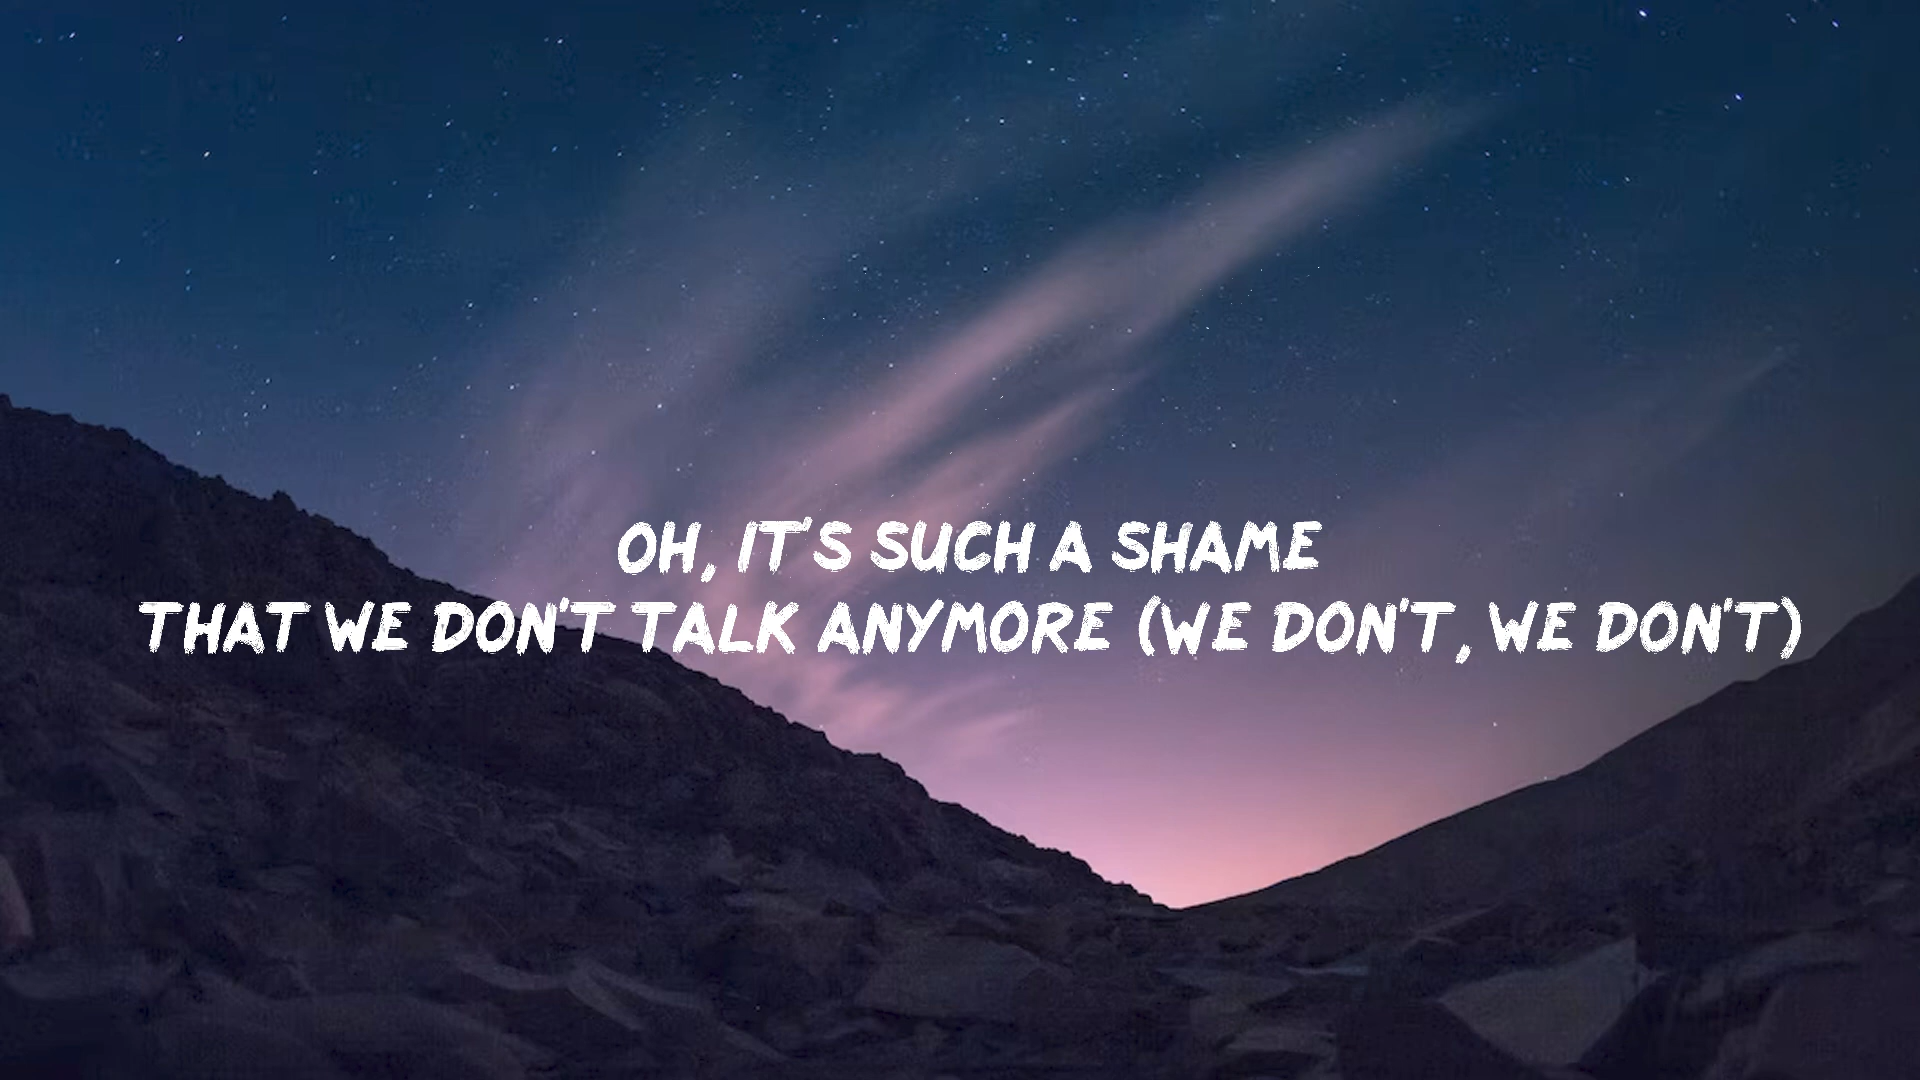 OH, IT'S SUCH A SHAME
THAT WE DON'T TALK ANYMORE (WE DON'T, WE DON'T)